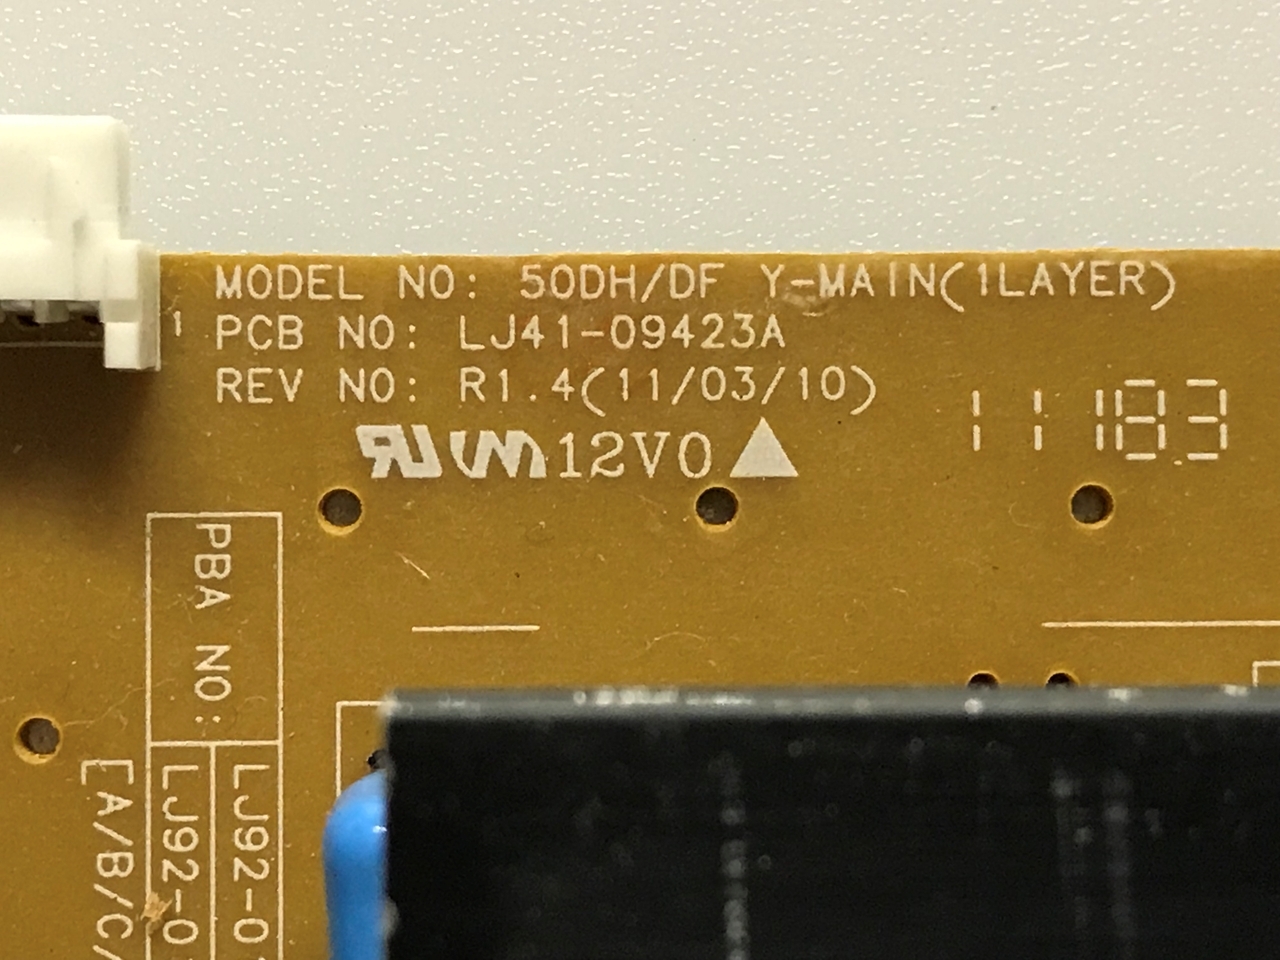 MODEL NO: 50DH/DF Y-MAIN(1LAYER)
1 PCB NO: LJ41-09423A
REV NO: R1.4(11/03/10)
12V0
PBA NO:
LJ92-0
LJ92-0
[A/B/C/